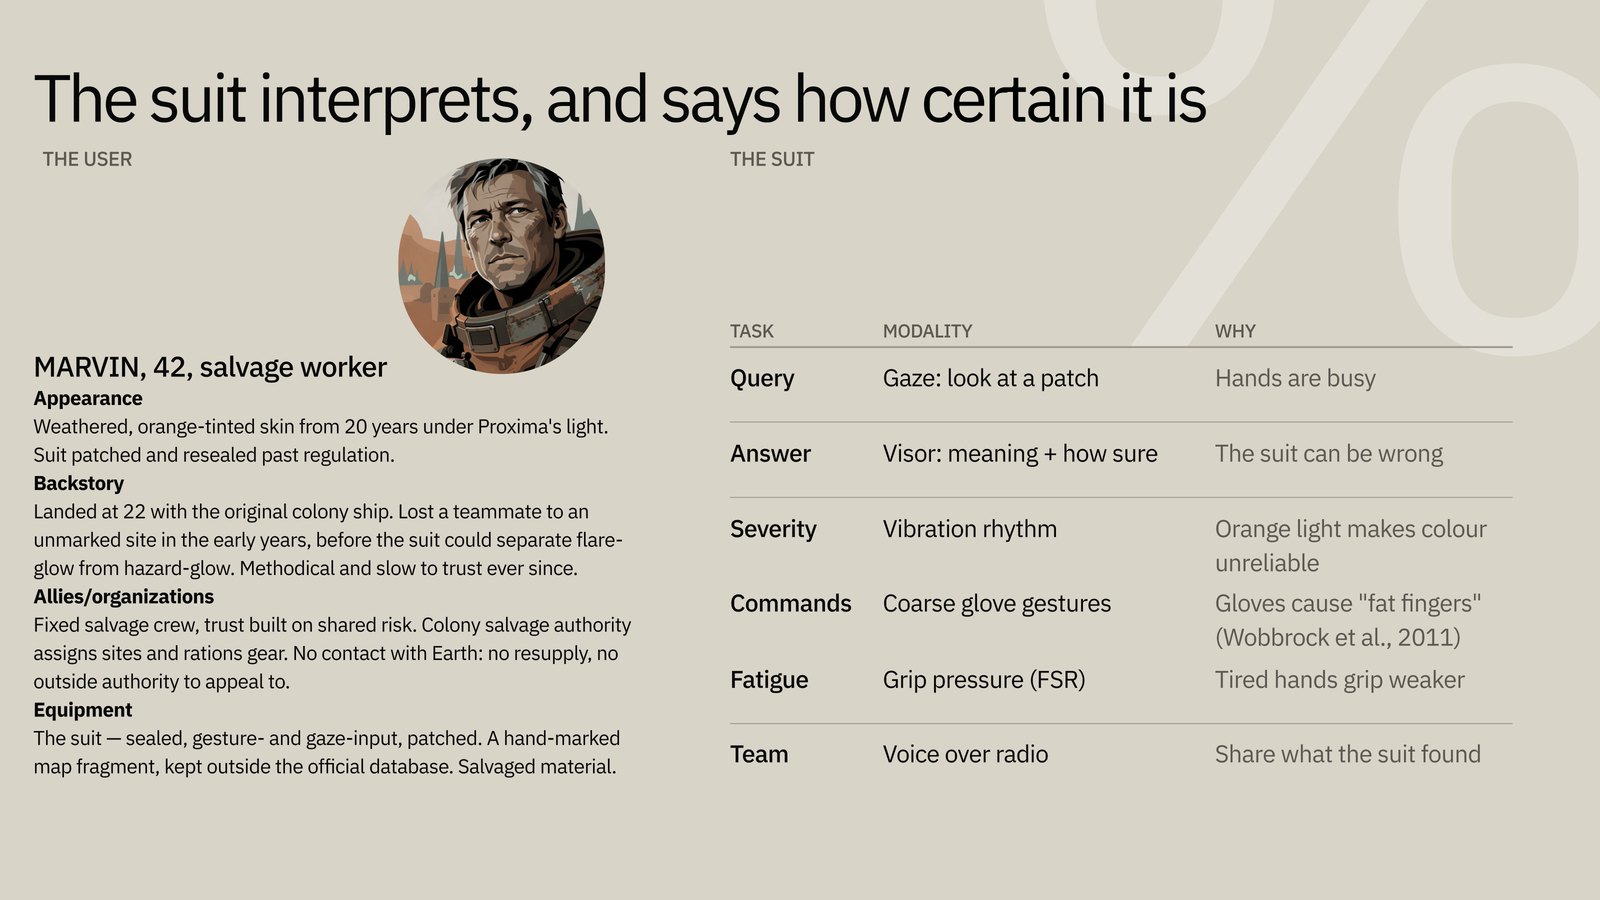 The suit interprets, and says how certain it is
THE USER
MARVIN, 42, salvage worker
Appearance
Weathered, orange-tinted skin from 20 years under Proxima's light.
Suit patched and resealed past regulation.
Backstory
Landed at 22 with the original colony ship. Lost a teammate to an
unmarked site in the early years, before the suit could separate flare-
glow from hazard-glow. Methodical and slow to trust ever since.
Allies/organizations
Fixed salvage crew, trust built on shared risk. Colony salvage authority
assigns sites and rations gear. No contact with Earth: no resupply, no
outside authority to appeal to.
Equipment
The suit — sealed, gesture- and gaze-input, patched. A hand-marked
map fragment, kept outside the official database. Salvaged material.
%
THE SUIT
TASK MODALITY WHY
Query Gaze: look at a patch Hands are busy
Answer Visor: meaning + how sure The suit can be wrong
Severity Vibration rhythm Orange light makes colour
unreliable
Commands Coarse glove gestures Gloves cause "fat fingers"
(Wobbrock et al., 2011)
Fatigue Grip pressure (FSR) Tired hands grip weaker
Team Voice over radio Share what the suit found